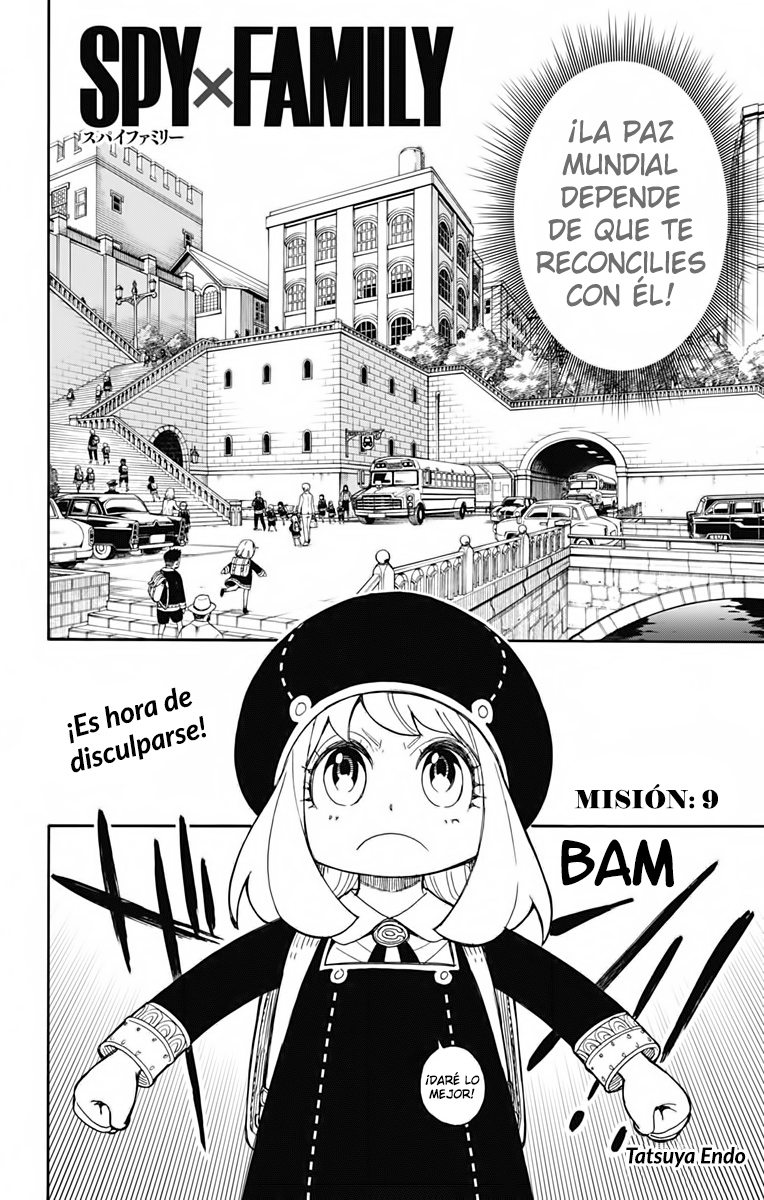 SPY×FAMILY
スパイファミリー
¡LA PAZ
MUNDIAL
DEPENDE
DE QUE TE
RECONCILIES
CON ÉL!
¡Es hora de
disculparse!
MISIÓN: 9
BAM
¡DARÉ LO
MEJOR!
Tatsuya Endo